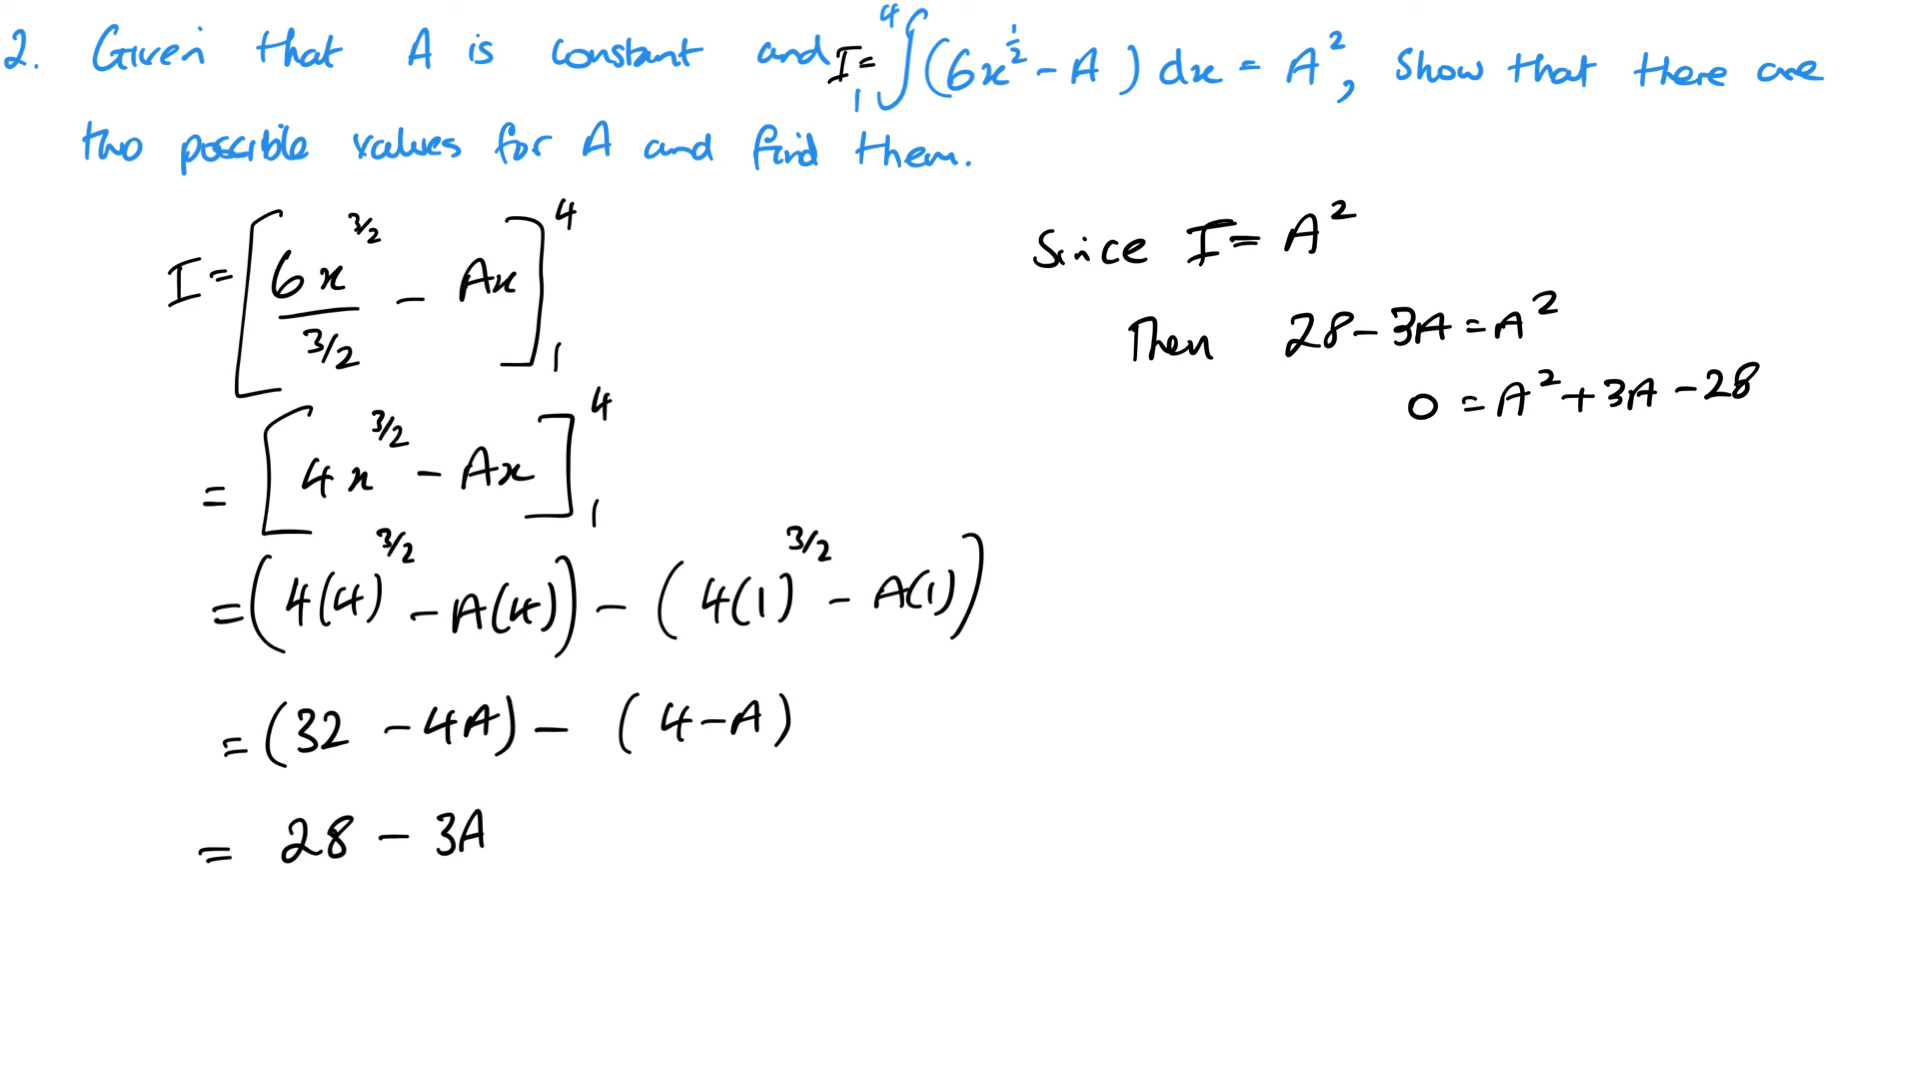 2. Given that A is constant and I = ∫₁⁴ (6x^{1/2} - A) dx = A², show that there are
two possible values for A and find them.
I = [6x^{3/2} / 3/2 - Ax]₁⁴
= [4x^{3/2} - Ax]₁⁴
= (4(4)^{3/2} - A(4)) - (4(1)^{3/2} - A(1))
= (32 - 4A) - (4 - A)
= 28 - 3A
Since I = A²
Then 28 - 3A = A²
0 = A² + 3A - 28